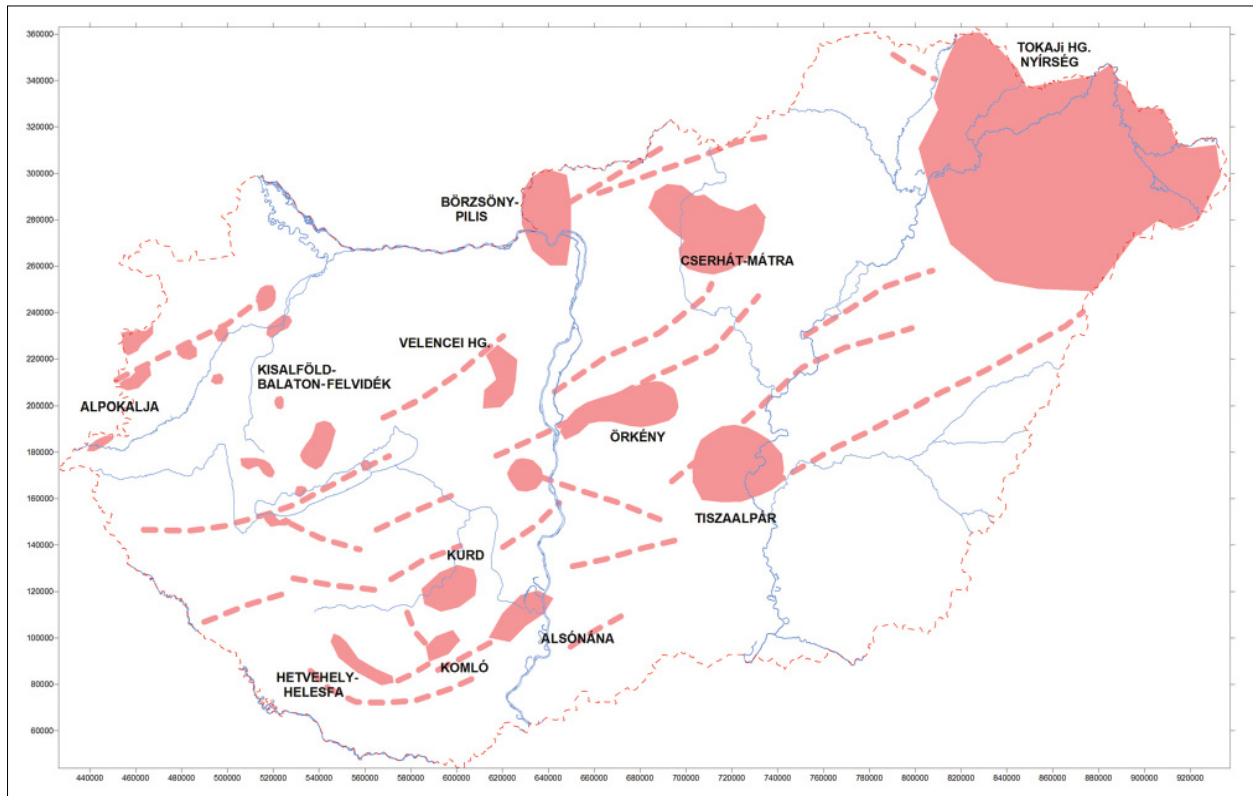 360000
340000
320000
300000
280000
260000
240000
220000
200000
180000
160000
140000
120000
100000
80000
60000
TOKAJi HG.
NYÍRSÉG
BÖRZSÖNY-
PILIS
CSERHÁT-MÁTRA
VELENCEI HG.
KISALFÖLD-
BALATON-FELVIDÉK
ALPOKALJA
ÖRKÉNY
TISZAALPÁR
KURD
ALSÓNÁNA
KOMLÓ
HETVEHELY-
HELESFA
440000 460000 480000 500000 520000 540000 560000 580000 600000 620000 640000 660000 680000 700000 720000 740000 760000 780000 800000 820000 840000 860000 880000 900000 920000